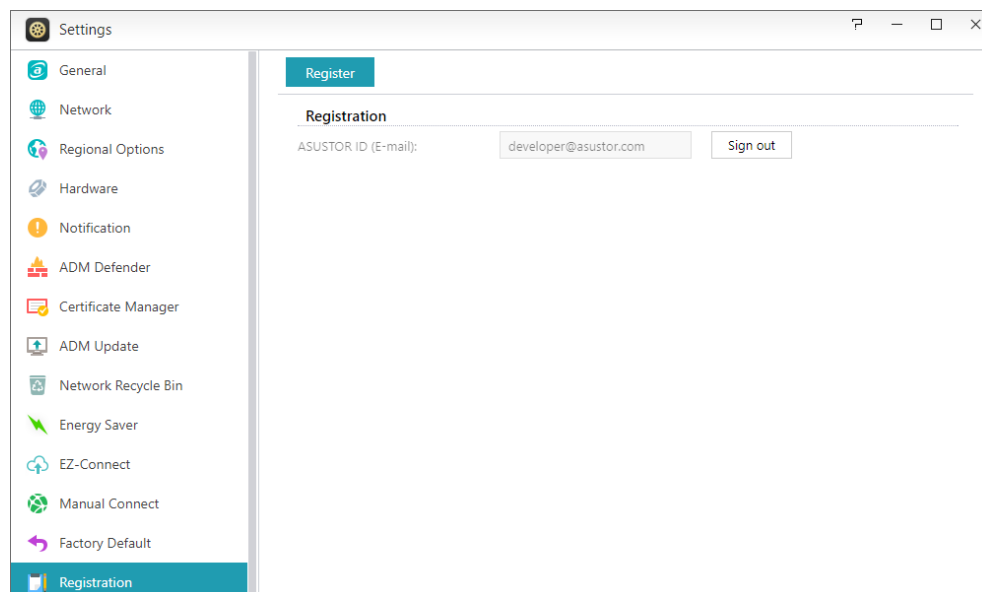 Settings
General
Network
Regional Options
Hardware
Notification
ADM Defender
Certificate Manager
ADM Update
Network Recycle Bin
Energy Saver
EZ-Connect
Manual Connect
Factory Default
Registration
Register
Registration
ASUSTOR ID (E-mail): developer@asustor.com Sign out